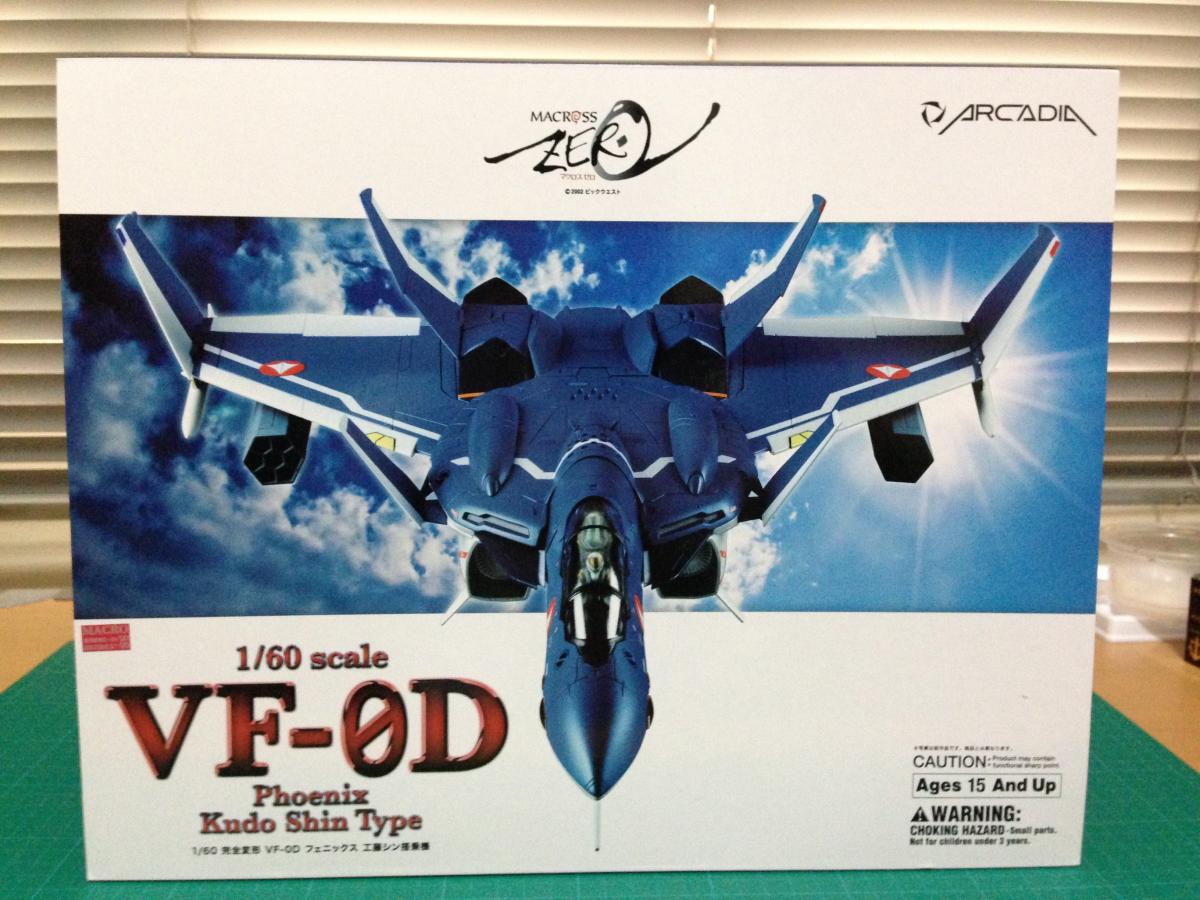 MACROSS
ZERO
マクロスゼロ
©2002 ビックウエスト
ARCADIA
MACRO
1/60 scale
VF-0D
Phoenix
Kudo Shin Type
1/60 完全変形 VF-0D フェニックス 工藤シン搭乗機
CAUTION: Product may contain
functional sharp point.
Ages 15 And Up
WARNING:
CHOKING HAZARD-Small parts.
Not for children under 3 years.